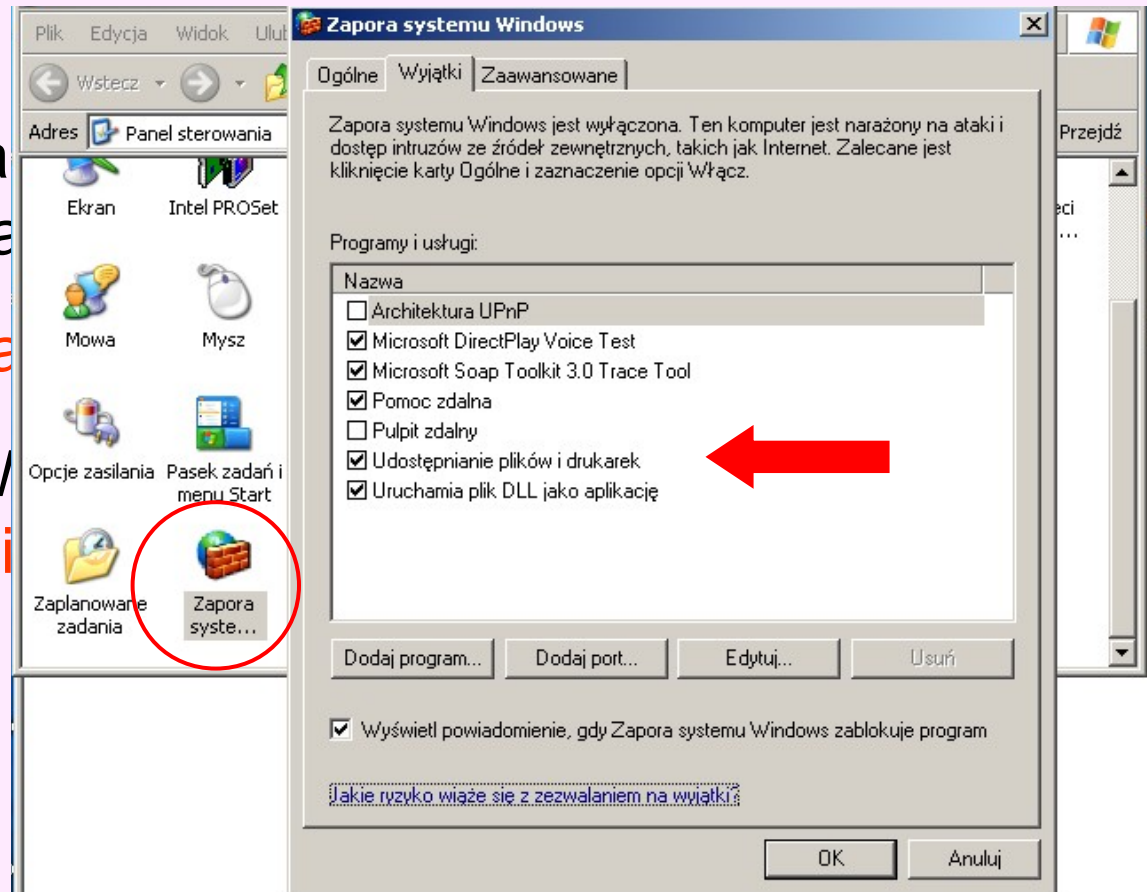 Plik Edycja Widok Ulut
Wstecz
Adres Panel sterowania
Przejdź
Ekran
Intel PROSet
Mowa
Mysz
Opcje zasilania
Pasek zadań i
menu Start
Zaplanowane
zadania
Zapora
syste...
eci
...
Zapora systemu Windows
Ogólne Wyjątki Zaawansowane
Zapora systemu Windows jest wyłączona. Ten komputer jest narażony na ataki i
dostęp intruzów ze źródeł zewnętrznych, takich jak Internet. Zalecane jest
kliknięcie karty Ogólne i zaznaczenie opcji Włącz.
Programy i usługi:
Nazwa
Architektura UPnP
Microsoft DirectPlay Voice Test
Microsoft Soap Toolkit 3.0 Trace Tool
Pomoc zdalna
Pulpit zdalny
Udostępnianie plików i drukarek
Uruchamia plik DLL jako aplikację
Dodaj program... Dodaj port... Edytuj... Usuń
Wyświetl powiadomienie, gdy Zapora systemu Windows zablokuje program
Jakie ryzyko wiąże się z zezwalaniem na wyjątki?
OK Anuluj